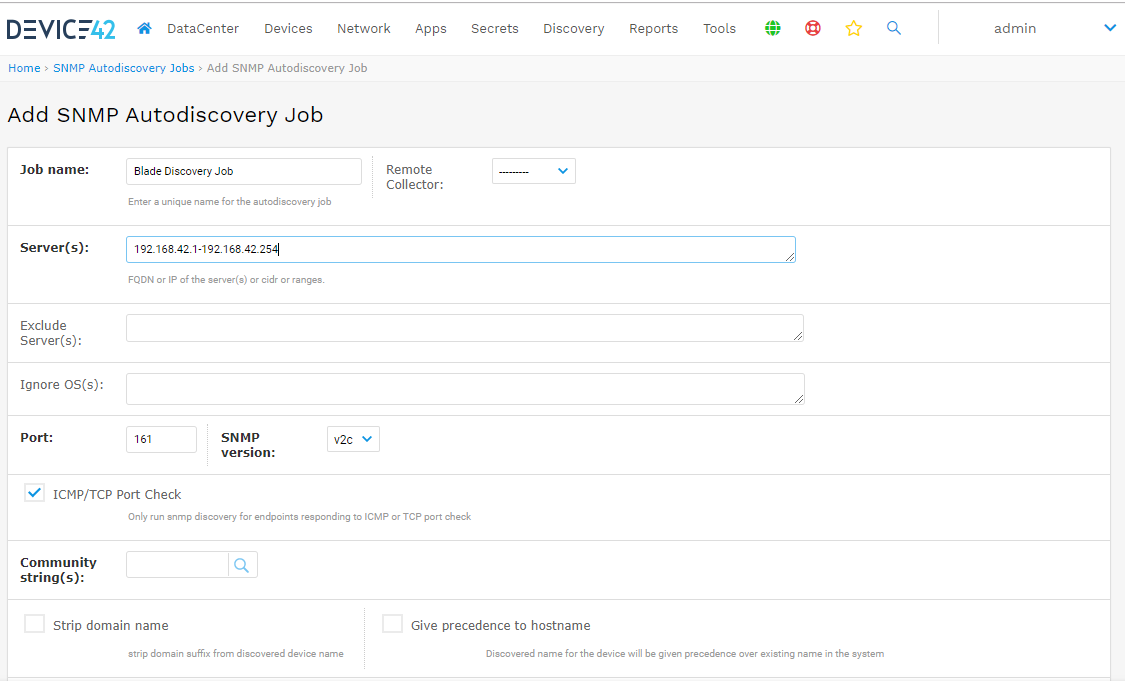 DEVICE42 DataCenter Devices Network Apps Secrets Discovery Reports Tools admin
Home › SNMP Autodiscovery Jobs › Add SNMP Autodiscovery Job
Add SNMP Autodiscovery Job
Job name: Blade Discovery Job Remote
Collector: ---------
Enter a unique name for the autodiscovery job
Server(s): 192.168.42.1-192.168.42.254
FQDN or IP of the server(s) or cidr or ranges.
Exclude
Server(s):
Ignore OS(s):
Port: 161 SNMP
version: v2c
ICMP/TCP Port Check
Only run snmp discovery for endpoints responding to ICMP or TCP port check
Community
string(s):
Strip domain name Give precedence to hostname
strip domain suffix from discovered device name Discovered name for the device will be given precedence over existing name in the system